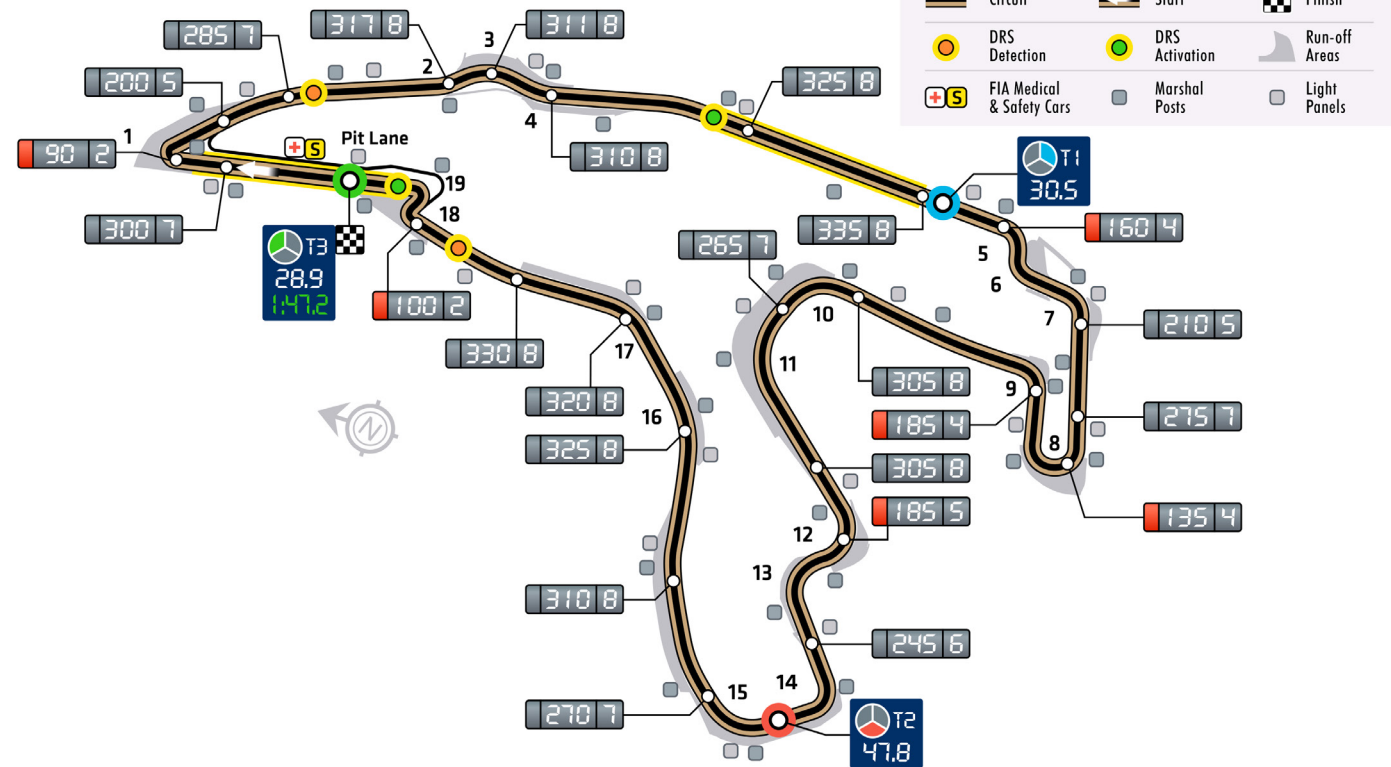 Circuit
Start
Finish
DRS
Detection
DRS
Activation
Run-off
Areas
FIA Medical
& Safety Cars
Marshal
Posts
Light
Panels
+ S
317 8
311 8
285 7
3
2
200 5
325 8
4
1
90 2
+ S
Pit Lane
310 8
T1
30.5
19
18
300 7
335 8
160 4
5
6
265 7
T3
28.9
1:47.2
100 2
10
7
210 5
330 8
17
11
305 8
9
320 8
16
185 4
275 7
N
325 8
8
305 8
185 5
135 4
12
13
310 8
245 6
14
15
270 7
T2
47.8